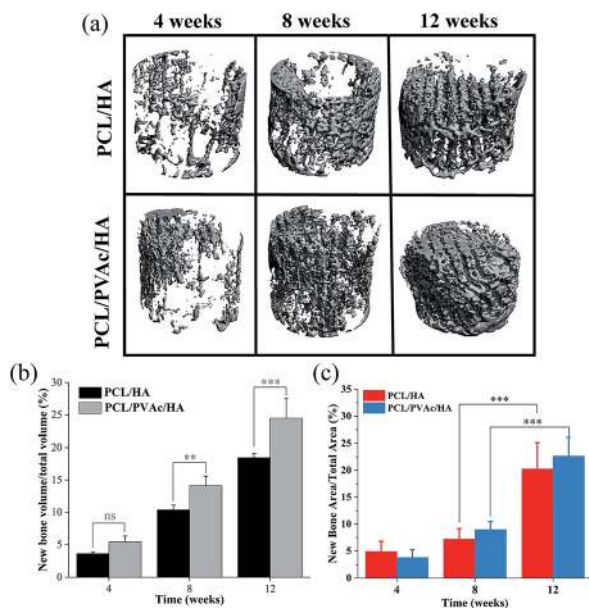 (a)
4 weeks 8 weeks 12 weeks
PCL/HA
PCL/PVAc/HA
(b)
New bone volume/total volume (%)
30
25
20
15
10
5
0
PCL/HA
PCL/PVAc/HA
ns
**
***
4 8 12
Time (weeks)
(c)
New Bone Area/Total Area (%)
35
30
25
20
15
10
5
0
PCL/HA
PCL/PVAc/HA
***
***
4 8 12
Time (weeks)